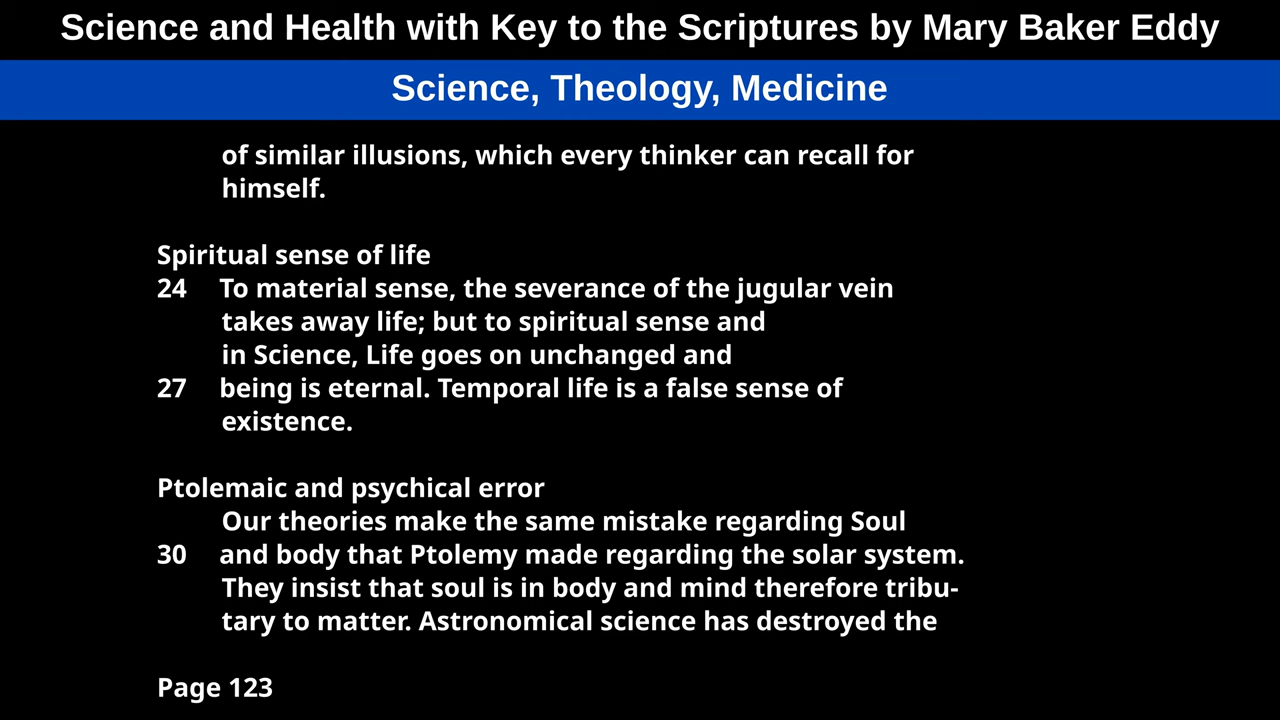 Science and Health with Key to the Scriptures by Mary Baker Eddy
Science, Theology, Medicine
of similar illusions, which every thinker can recall for
himself.
Spiritual sense of life
24 To material sense, the severance of the jugular vein
takes away life; but to spiritual sense and
in Science, Life goes on unchanged and
27 being is eternal. Temporal life is a false sense of
existence.
Ptolemaic and psychical error
Our theories make the same mistake regarding Soul
30 and body that Ptolemy made regarding the solar system.
They insist that soul is in body and mind therefore tribu-
tary to matter. Astronomical science has destroyed the
Page 123